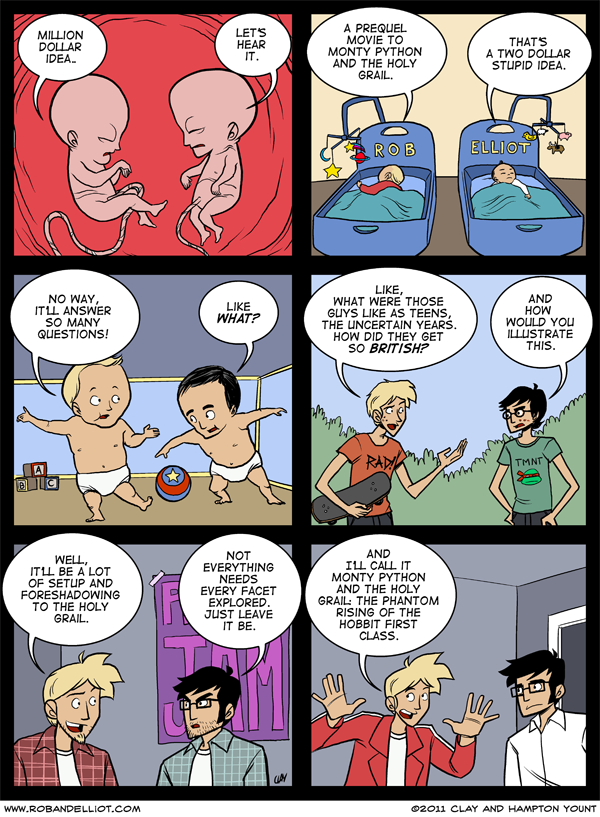 MILLION
DOLLAR
IDEA..
LET'S
HEAR
IT.
A PREQUEL
MOVIE TO
MONTY PYTHON
AND THE HOLY
GRAIL.
THAT'S
A TWO DOLLAR
STUPID IDEA.
ROB
ELLIOT
NO WAY,
IT'LL ANSWER
SO MANY
QUESTIONS!
LIKE
WHAT?
A
B
C
LIKE,
WHAT WERE THOSE
GUYS LIKE AS TEENS,
THE UNCERTAIN YEARS.
HOW DID THEY GET
SO BRITISH?
AND
HOW
WOULD YOU
ILLUSTRATE
THIS.
RAD!
TMNT
WELL,
IT'LL BE A LOT
OF SETUP AND
FORESHADOWING
TO THE HOLY
GRAIL.
NOT
EVERYTHING
NEEDS
EVERY FACET
EXPLORED.
JUST LEAVE
IT BE.
JAM
CLAY
AND
I'LL CALL IT
MONTY PYTHON
AND THE HOLY
GRAIL: THE PHANTOM
RISING OF THE
HOBBIT FIRST
CLASS.
WWW.ROBANDELLIOT.COM
©2011 CLAY AND HAMPTON YOUNT